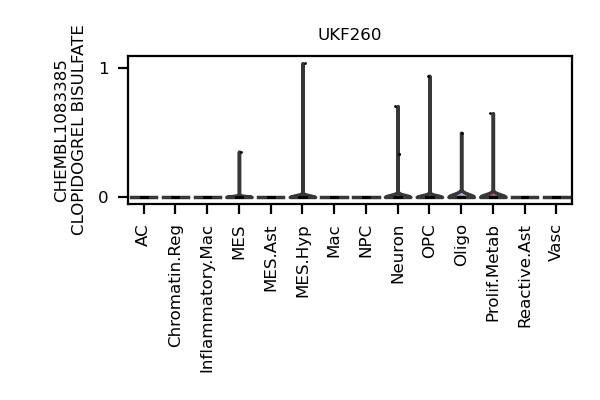 UKF260
CHEMBL1083385
CLOPIDOGREL BISULFATE
1
0
AC
Chromatin.Reg
Inflammatory.Mac
MES
MES.Ast
MES.Hyp
Mac
NPC
Neuron
OPC
Oligo
Prolif.Metab
Reactive.Ast
Vasc